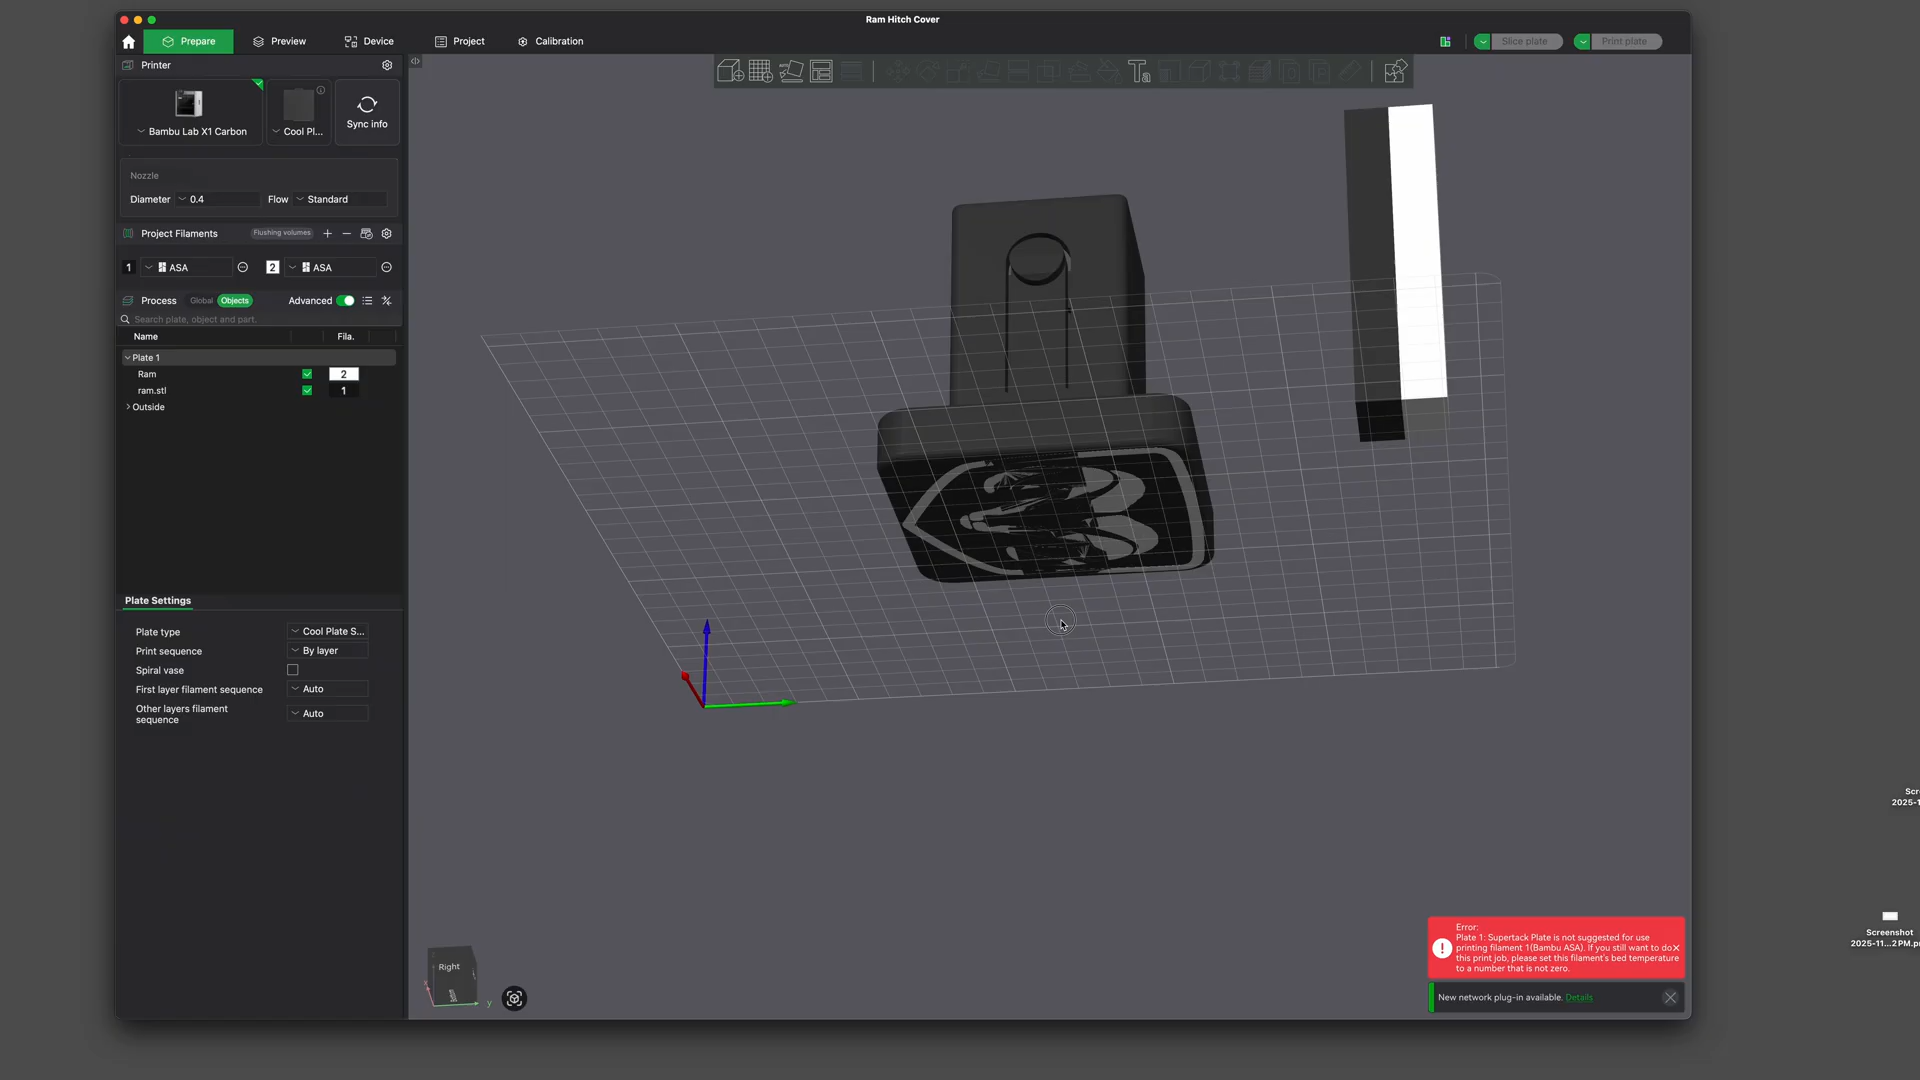 Ram Hitch Cover
Prepare
Preview
Device
Project
Calibration
Slice plate
Print plate
Printer
Bambu Lab X1 Carbon
Cool Pl...
Sync info
Nozzle
Diameter
0.4
Flow
Standard
Project Filaments
Flushing volumes
1
ASA
2
ASA
Process
Global
Objects
Advanced
Search plate, object and part.
Name
Fila.
Plate 1
Ram
2
ram.stl
1
Outside
Plate Settings
Plate type
Cool Plate S...
Print sequence
By layer
Spiral vase
First layer filament sequence
Auto
Other layers filament
sequence
Auto
Right
y
Error:
Plate 1: Supertack Plate is not suggested for use
printing filament 1(Bambu ASA). If you still want to do
this print job, please set this filament's bed temperature
to a number that is not zero.
New network plug-in available. Details
Scr
2025-1
Screenshot
2025-11...2PM.p